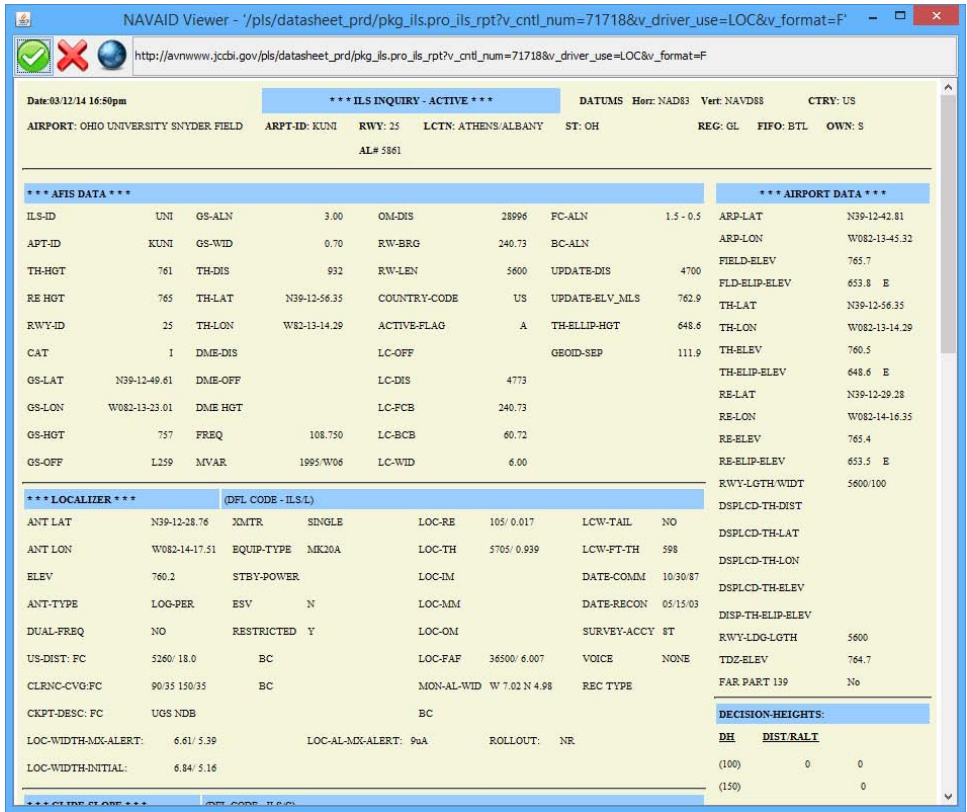 NAVAID Viewer - '/pls/datasheet_prd/pkg_ils.pro_ils_rpt?v_cntl_num=71718&v_driver_use=LOC&v_format=F'
http://avnwww.jccbi.gov/pls/datasheet_prd/pkg_ils.pro_ils_rpt?v_cntl_num=71718&v_driver_use=LOC&v_format=F
Date:03/12/14 16:50pm * * * ILS INQUIRY - ACTIVE * * * DATUMS Horz: NAD83 Vert: NAVD88 CTRY: US
AIRPORT: OHIO UNIVERSITY SNYDER FIELD ARPT-ID: KUNI RWY: 25 LCTN: ATHENS/ALBANY ST: OH REG: GL FIFO: BTL OWN: S
AL# 5861
* * * AFIS DATA * * *
ILS-ID UNI GS-ALN 3.00 OM-DIS 28996 FC-ALN 1.5 - 0.5
APT-ID KUNI GS-WID 0.70 RW-BRG 240.73 BC-ALN
TH-HGT 761 TH-DIS 932 RW-LEN 5600 UPDATE-DIS 4700
RE HGT 765 TH-LAT N39-12-56.35 COUNTRY-CODE US UPDATE-ELV_MLS 762.9
RWY-ID 25 TH-LON W82-13-14.29 ACTIVE-FLAG A TH-ELLIP-HGT 648.6
CAT I DME-DIS LC-OFF GEOID-SEP 111.9
GS-LAT N39-12-49.61 DME-OFF LC-DIS 4773
GS-LON W082-13-23.01 DME HGT LC-FCB 240.73
GS-HGT 757 FREQ 108.750 LC-BCB 60.72
GS-OFF L259 MVAR 1995/W06 LC-WID 6.00
* * * LOCALIZER * * * (DFL CODE - ILS/L)
ANT LAT N39-12-28.76 XMTR SINGLE LOC-RE 105/ 0.017 LCW-TAIL NO
ANT LON W082-14-17.51 EQUIP-TYPE MK20A LOC-TH 5705/ 0.939 LCW-FT-TH 598
ELEV 760.2 STBY-POWER LOC-IM DATE-COMM 10/30/87
ANT-TYPE LOG-PER ESV N LOC-MM DATE-RECON 05/15/03
DUAL-FREQ NO RESTRICTED Y LOC-OM SURVEY-ACCY 8T
US-DIST: FC 5260/ 18.0 BC LOC-FAF 36500/ 6.007 VOICE NONE
CLRNC-CVG:FC 90/35 150/35 BC MON-AL-WID W 7.02 N 4.98 REC TYPE
CKPT-DESC: FC UGS NDB BC
LOC-WIDTH-MX-ALERT: 6.61/ 5.39 LOC-AL-MX-ALERT: 9uA ROLLOUT: NR
LOC-WIDTH-INITIAL: 6.84/ 5.16
* * * GLIDE SLOPE * * * (DFL CODE - ILS/G)
* * * AIRPORT DATA * * *
ARP-LAT N39-12-42.81
ARP-LON W082-13-45.32
FIELD-ELEV 765.7
FLD-ELIP-ELEV 653.8 E
TH-LAT N39-12-56.35
TH-LON W082-13-14.29
TH-ELEV 760.5
TH-ELIP-ELEV 648.6 E
RE-LAT N39-12-29.28
RE-LON W082-14-16.35
RE-ELEV 765.4
RE-ELIP-ELEV 653.5 E
RWY-LGTH/WIDT 5600/100
DSPLCD-TH-DIST
DSPLCD-TH-LAT
DSPLCD-TH-LON
DSPLCD-TH-ELEV
DISP-TH-ELIP-ELEV
RWY-LDG-LGTH 5600
TDZ-ELEV 764.7
FAR PART 139 No
DECISION-HEIGHTS:
DH DIST/RALT
(100) 0 0
(150) 0